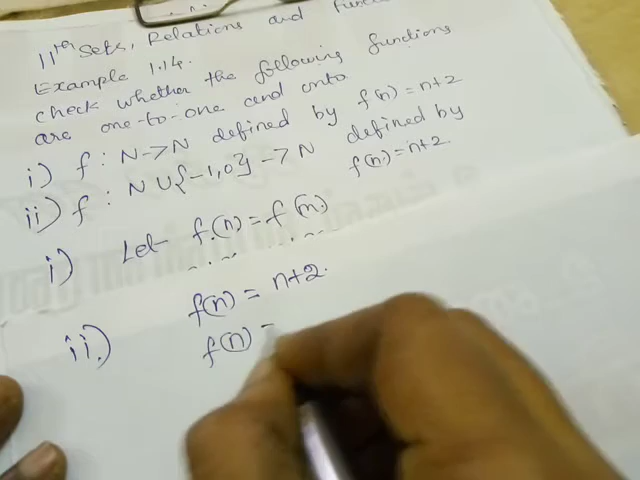 11th Sets, Relations and
Example 1.14.
check whether the following functions
are one-to-one and onto
i) f : N->N defined by f(n) = n+2
ii) f : N U{-1,0} -> N defined by
f(n) = n+2.
i) Let f(n) = f(m)
f(n) = n+2.
ii.) f(n) =